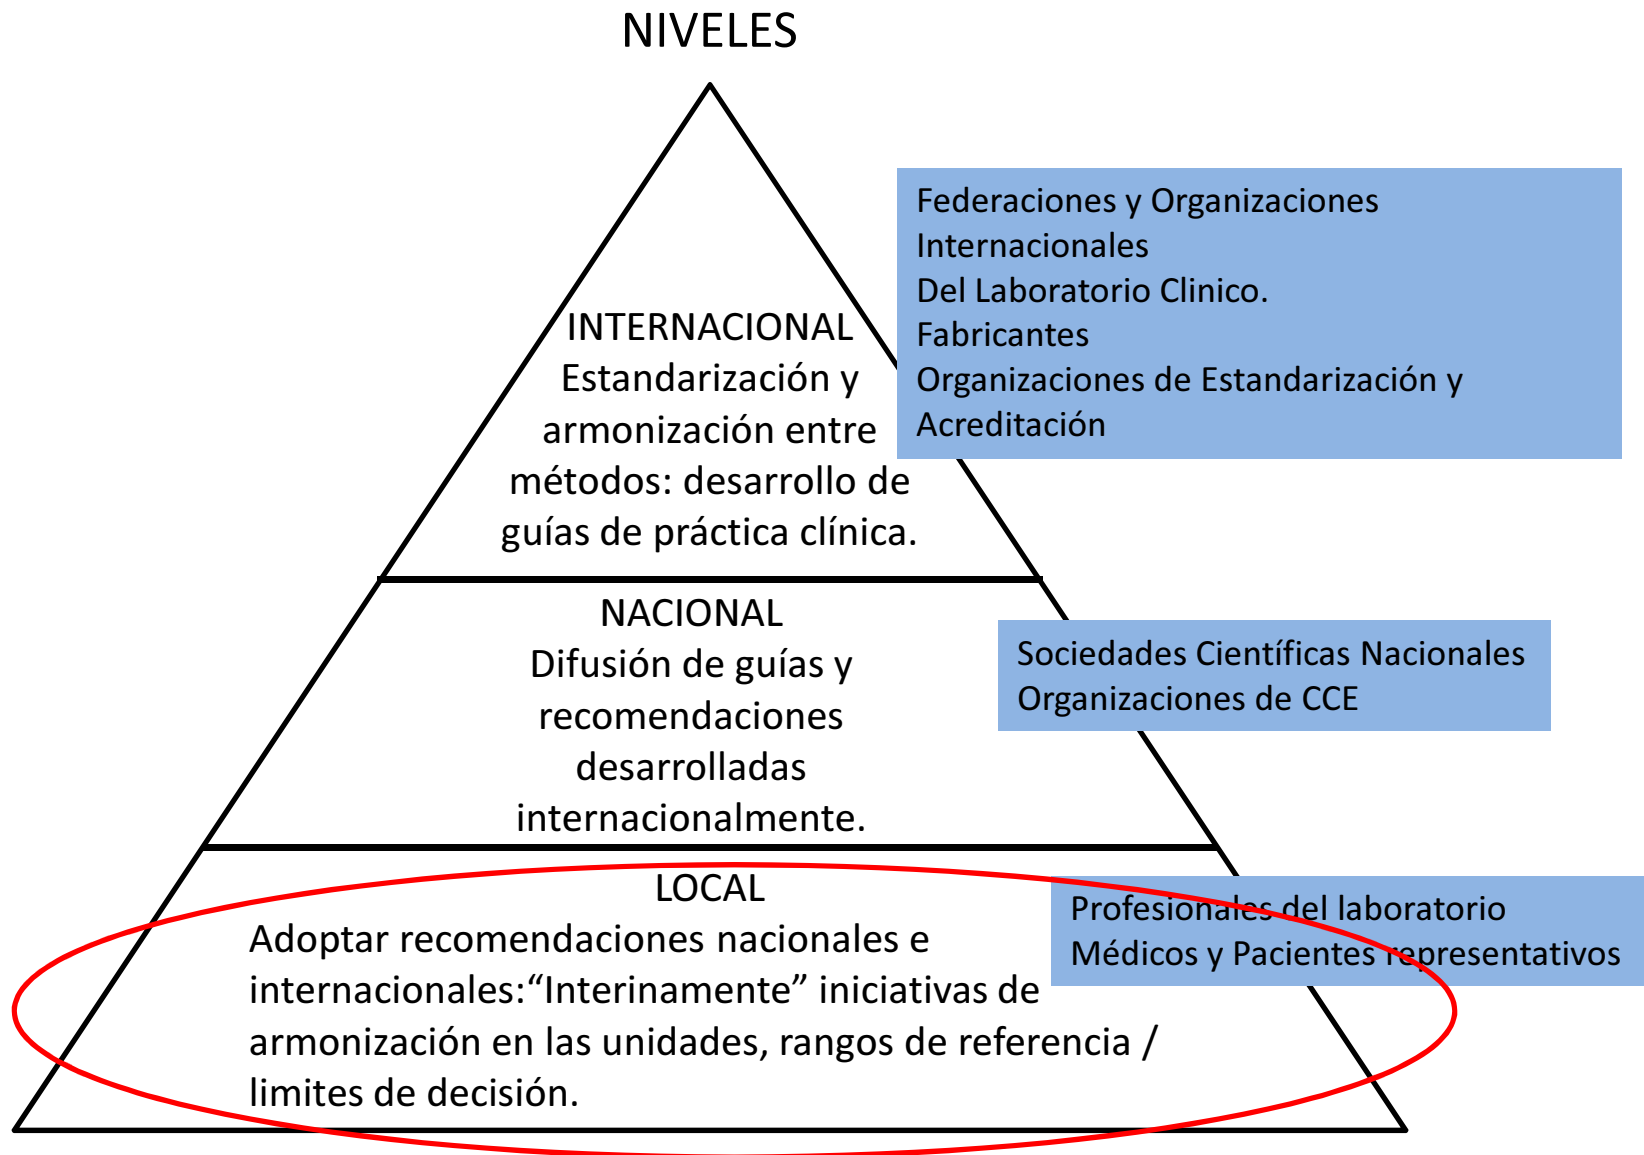 NIVELES
Federaciones y Organizaciones
Internacionales
Del Laboratorio Clinico.
Fabricantes
Organizaciones de Estandarización y
Acreditación
INTERNACIONAL
Estandarización y
armonización entre
métodos: desarrollo de
guías de práctica clínica.
NACIONAL
Difusión de guías y
recomendaciones
desarrolladas
internacionalmente.
Sociedades Científicas Nacionales
Organizaciones de CCE
LOCAL
Adoptar recomendaciones nacionales e
internacionales:“Interinamente” iniciativas de
armonización en las unidades, rangos de referencia /
limites de decisión.
Profesionales del laboratorio
Médicos y Pacientes representativos